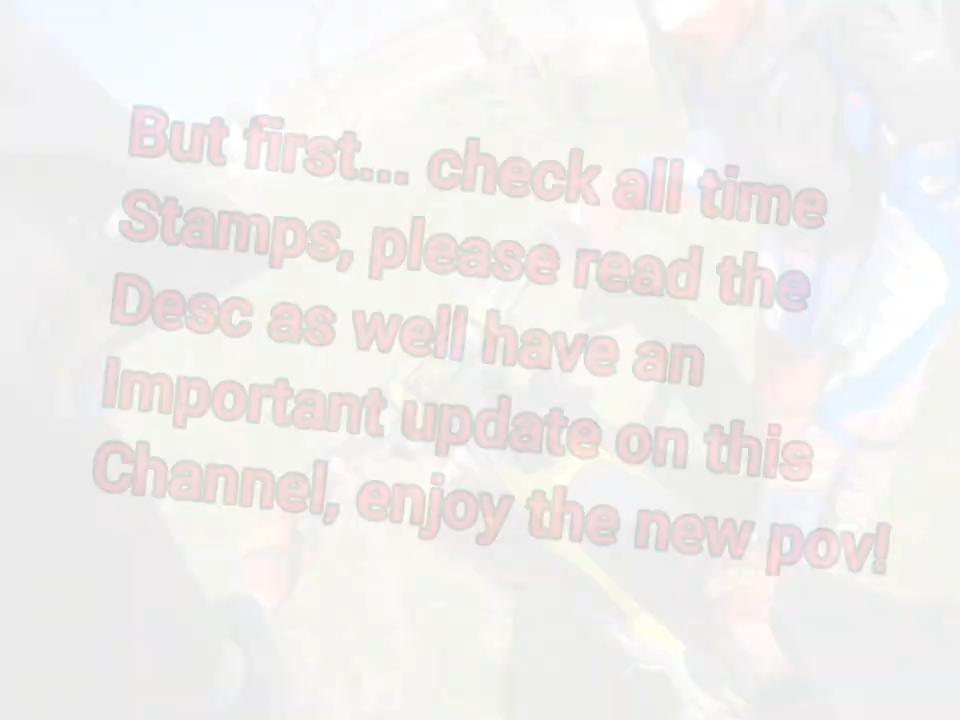 But first... check all time
Stamps, please read the
Desc as well have an
Important update on this
Channel, enjoy the new pov!